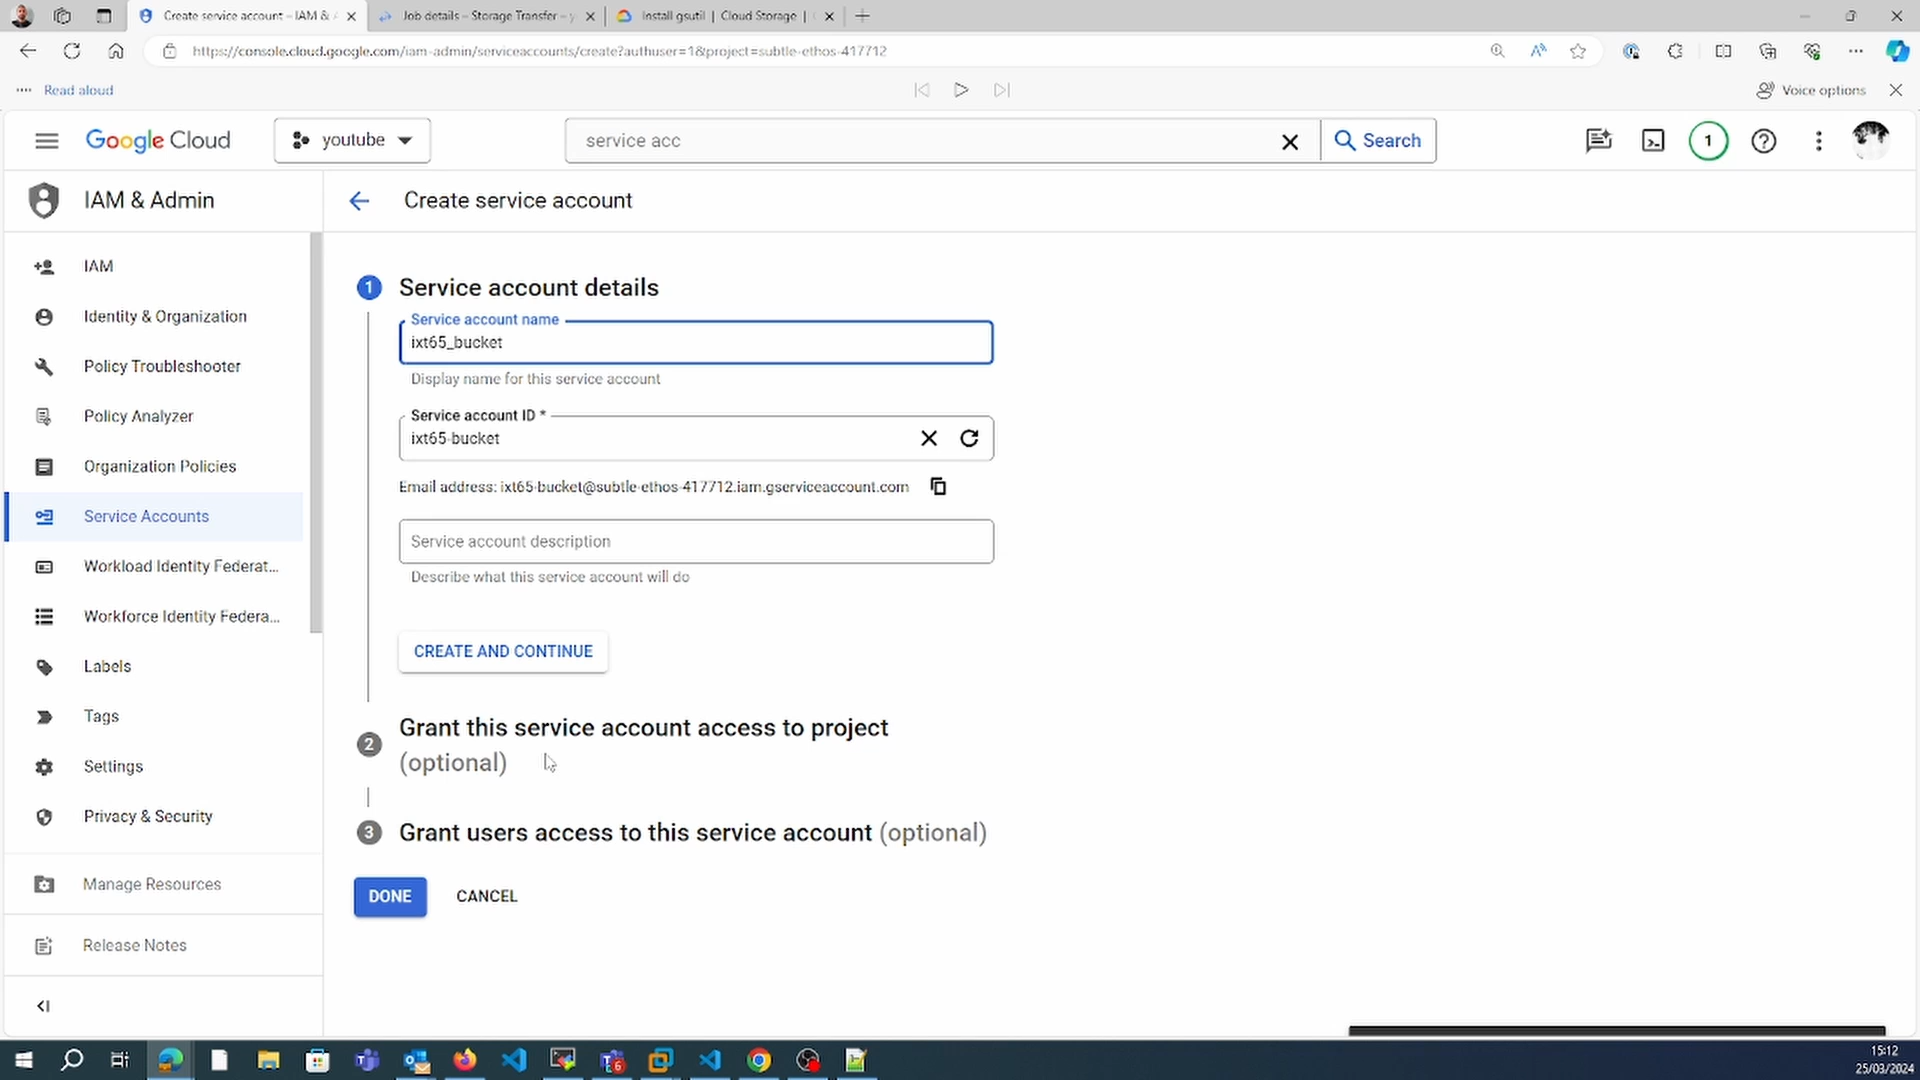 Create service account – IAM & A
Job details – Storage Transfer – y
Install gsutil | Cloud Storage |
https://console.cloud.google.com/iam-admin/serviceaccounts/create?authuser=1&project=subtle-ethos-417712
Read aloud
Voice options
Google Cloud
youtube
service acc
Search
1
IAM & Admin
Create service account
IAM
Identity & Organization
Policy Troubleshooter
Policy Analyzer
Organization Policies
Service Accounts
Workload Identity Federat...
Workforce Identity Federa...
Labels
Tags
Settings
Privacy & Security
Manage Resources
Release Notes
1 Service account details
Service account name
ixt65_bucket
Display name for this service account
Service account ID *
ixt65-bucket
Email address: ixt65-bucket@subtle-ethos-417712.iam.gserviceaccount.com
Service account description
Describe what this service account will do
CREATE AND CONTINUE
2 Grant this service account access to project
(optional)
3 Grant users access to this service account (optional)
DONE
CANCEL
6
15:12
25/03/2024